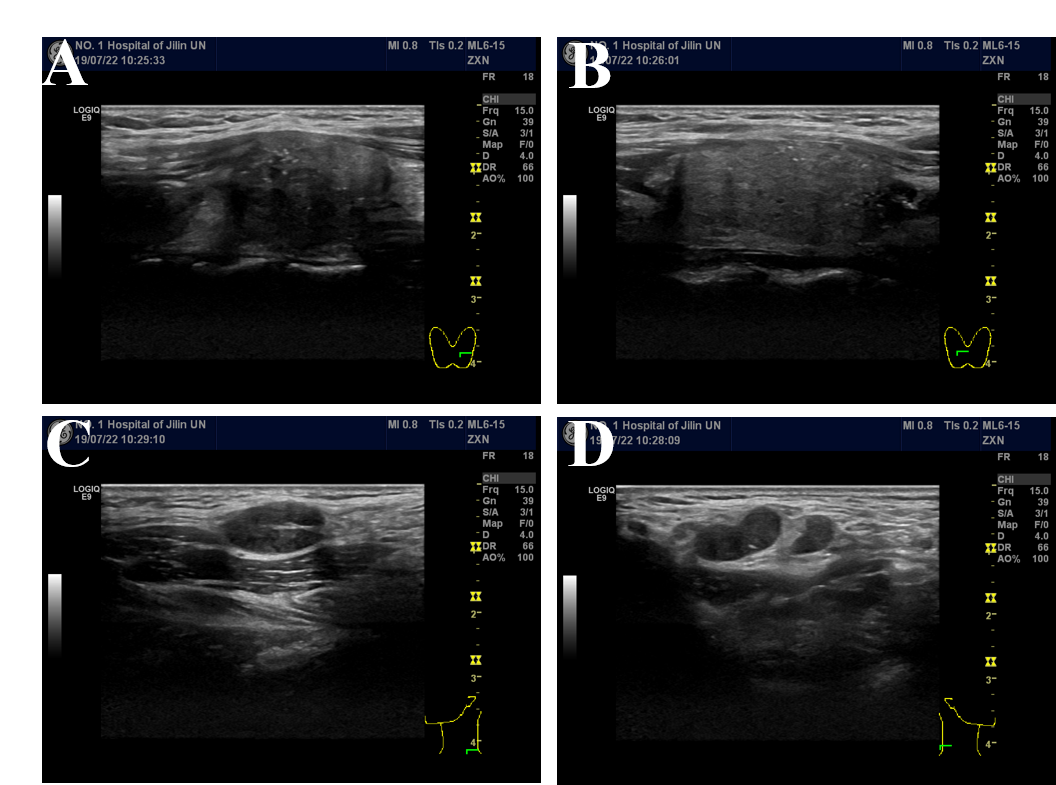 A
NO. 1 Hospital of Jilin UN
19/07/22 10:25:33
MI 0.8 TIs 0.2 ML6-15
ZXN
FR 18
LOGIQ
E9
CHI
Frq 15.0
Gn 39
S/A 3/1
Map F/0
D 4.0
DR 66
AO% 100
2
3
4
B
. 1 Hospital of Jilin UN
/07/22 10:26:01
MI 0.8 TIs 0.2 ML6-15
ZXN
FR 18
LOGIQ
E9
CHI
Frq 15.0
Gn 39
S/A 3/1
Map F/0
D 4.0
DR 66
AO% 100
2
3
4
C
. 1 Hospital of Jilin UN
19/07/22 10:29:10
MI 0.8 TIs 0.2 ML6-15
ZXN
FR 18
LOGIQ
E9
CHI
Frq 15.0
Gn 39
S/A 3/1
Map F/0
D 4.0
DR 66
AO% 100
2
3
4
D
. 1 Hospital of Jilin UN
/07/22 10:28:09
MI 0.8 TIs 0.2 ML6-15
ZXN
FR 18
LOGIQ
E9
CHI
Frq 15.0
Gn 39
S/A 3/1
Map F/0
D 4.0
DR 66
AO% 100
2
3
4